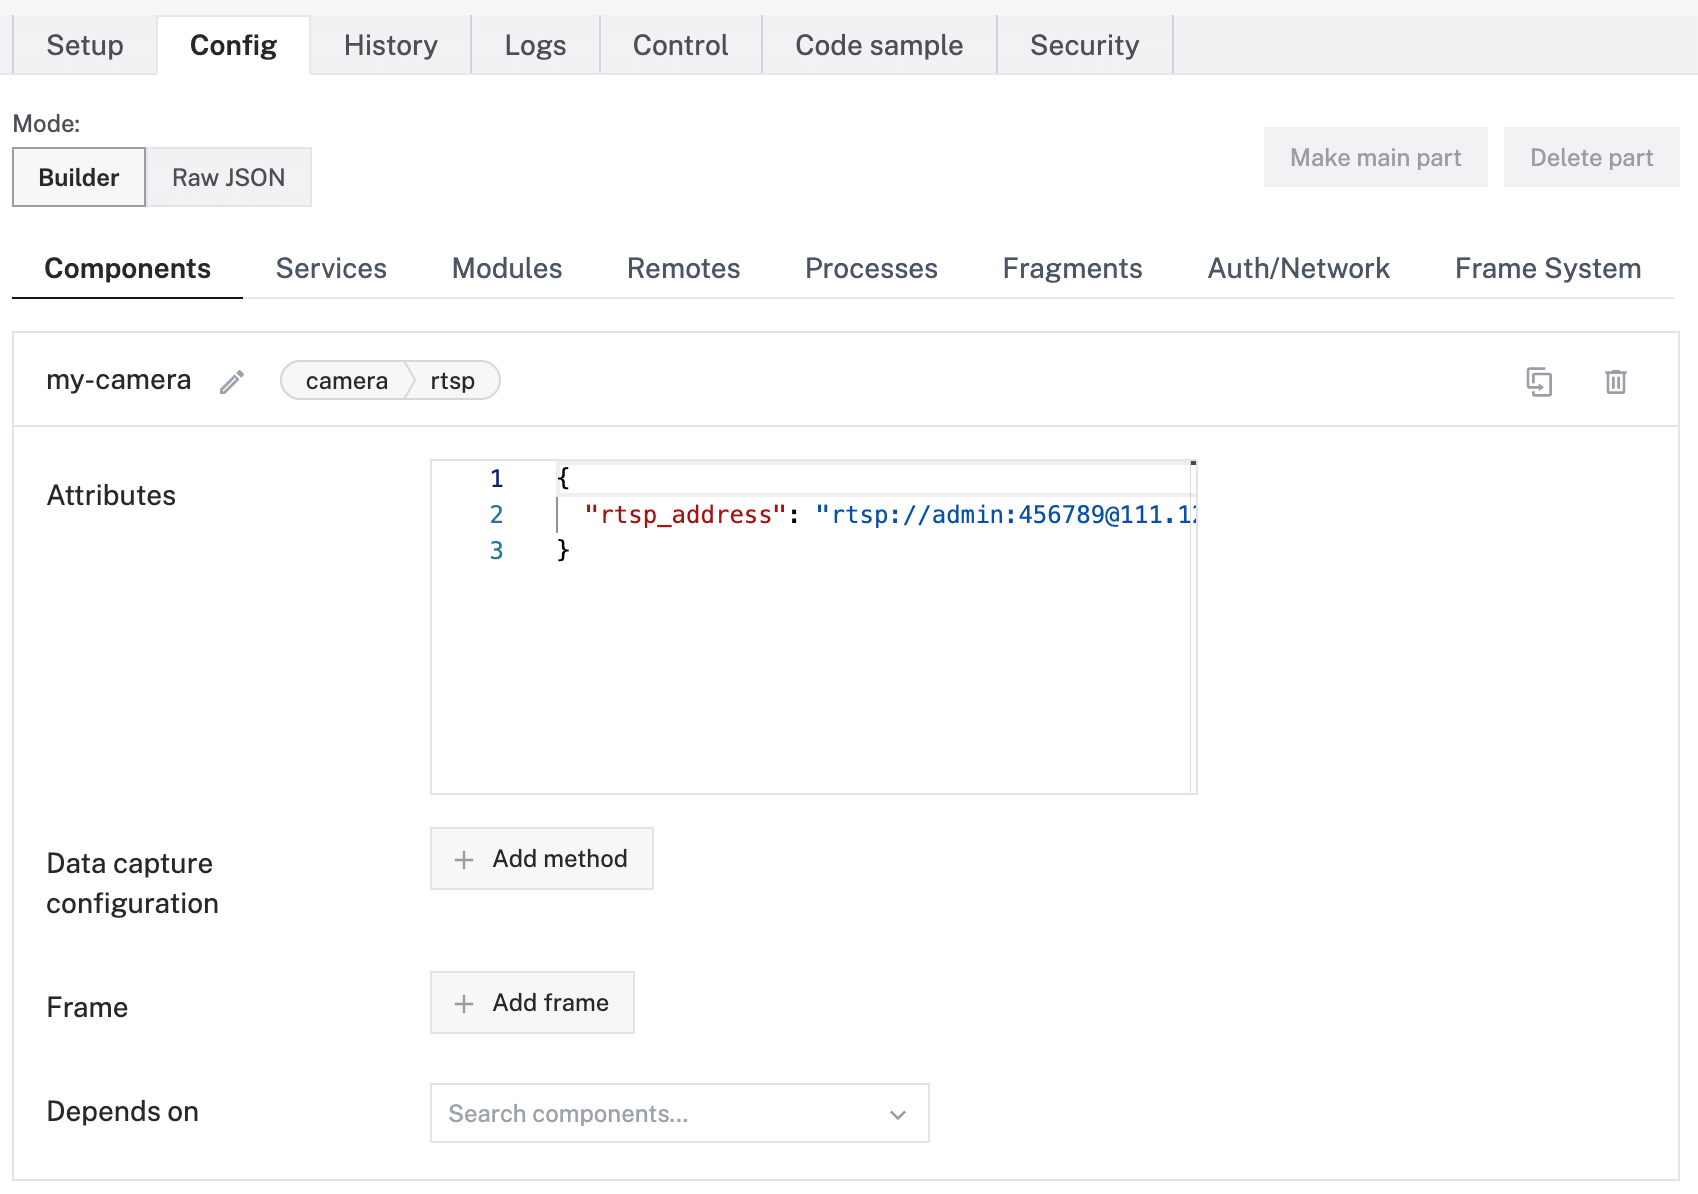 Setup Config History Logs Control Code sample Security
Mode:
Builder Raw JSON Make main part Delete part
Components Services Modules Remotes Processes Fragments Auth/Network Frame System
my-camera camera rtsp
Attributes
1 {
2 "rtsp_address": "rtsp://admin:456789@111.12
3 }
Data capture configuration
+ Add method
Frame
+ Add frame
Depends on
Search components...